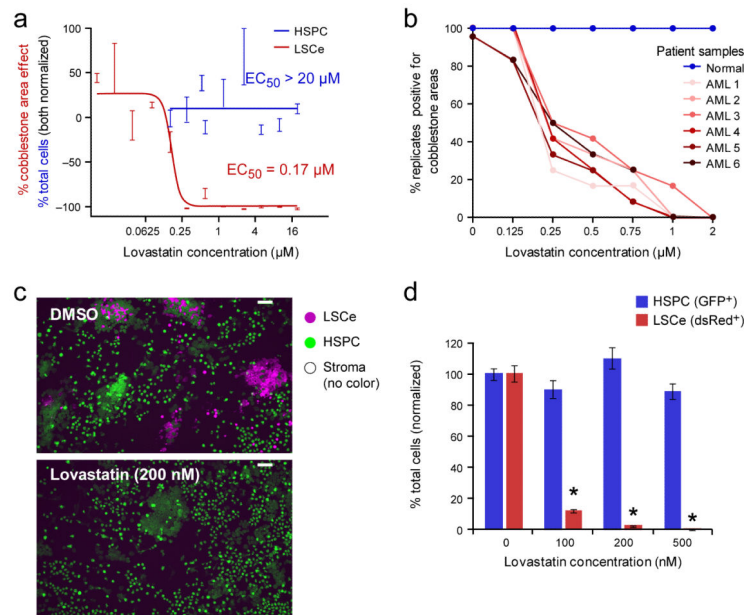 a
HSPC
LSCe
% cobblestone area effect
% total cells (both normalized)
100
50
0
−50
−100
EC50 > 20 µM
EC50 = 0.17 µM
0.0625 0.25 1 4 16
Lovastatin concentration (µM)
b
% replicates positive for
cobblestone areas
100
80
60
40
20
0
0 0.125 0.25 0.5 0.75 1 2
Lovastatin concentration (µM)
Patient samples
Normal
AML 1
AML 2
AML 3
AML 4
AML 5
AML 6
c
DMSO
Lovastatin (200 nM)
LSCe
HSPC
Stroma
(no color)
d
HSPC (GFP+)
LSCe (dsRed+)
% total cells (normalized)
120
100
80
60
40
20
0
* * *
0 100 200 500
Lovastatin concentration (nM)